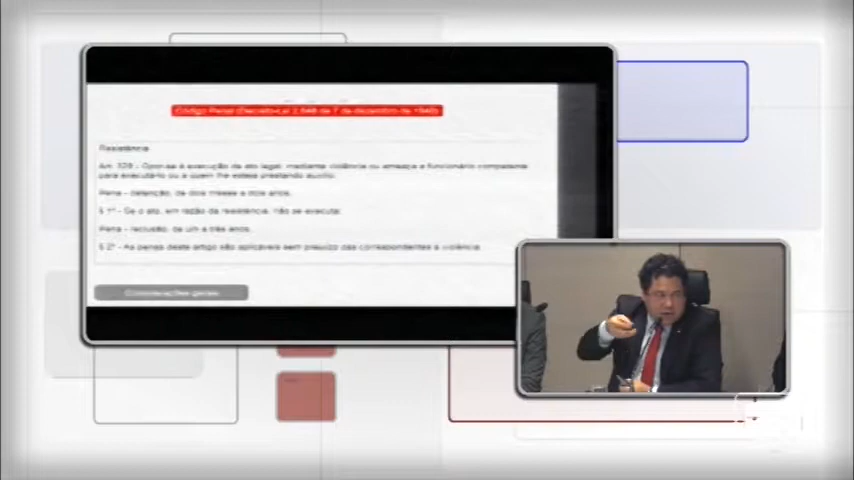 Código Penal (Decreto-Lei 2.848 de 7 de dezembro de 1940)
Resistência
Art. 329 - Opor-se à execução de ato legal, mediante violência ou ameaça a funcionário competente
para executá-lo ou a quem lhe esteja prestando auxílio:
Pena - detenção, de dois meses a dois anos.
§ 1º - Se o ato, em razão da resistência, não se executa:
Pena - reclusão, de um a três anos.
§ 2º - As penas deste artigo são aplicáveis sem prejuízo das correspondentes à violência.
Considerações gerais